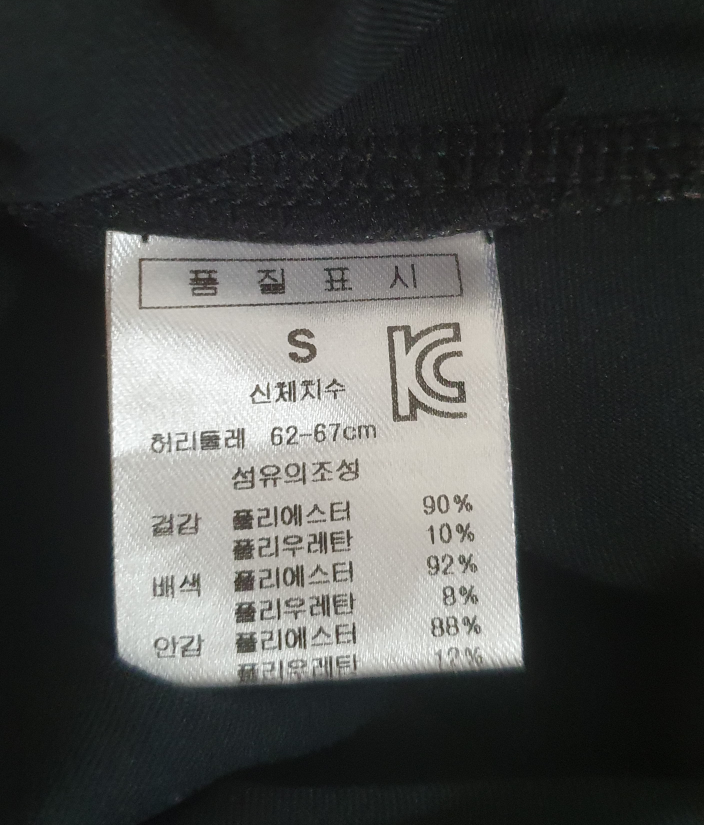 품 질 표 시
S
KC
신체치수
허리둘레 62-67cm
섬유의조성
겉감 폴리에스터 90%
폴리우레탄 10%
배색 폴리에스터 92%
폴리우레탄 8%
안감 폴리에스터 88%
폴리우레탄 12%